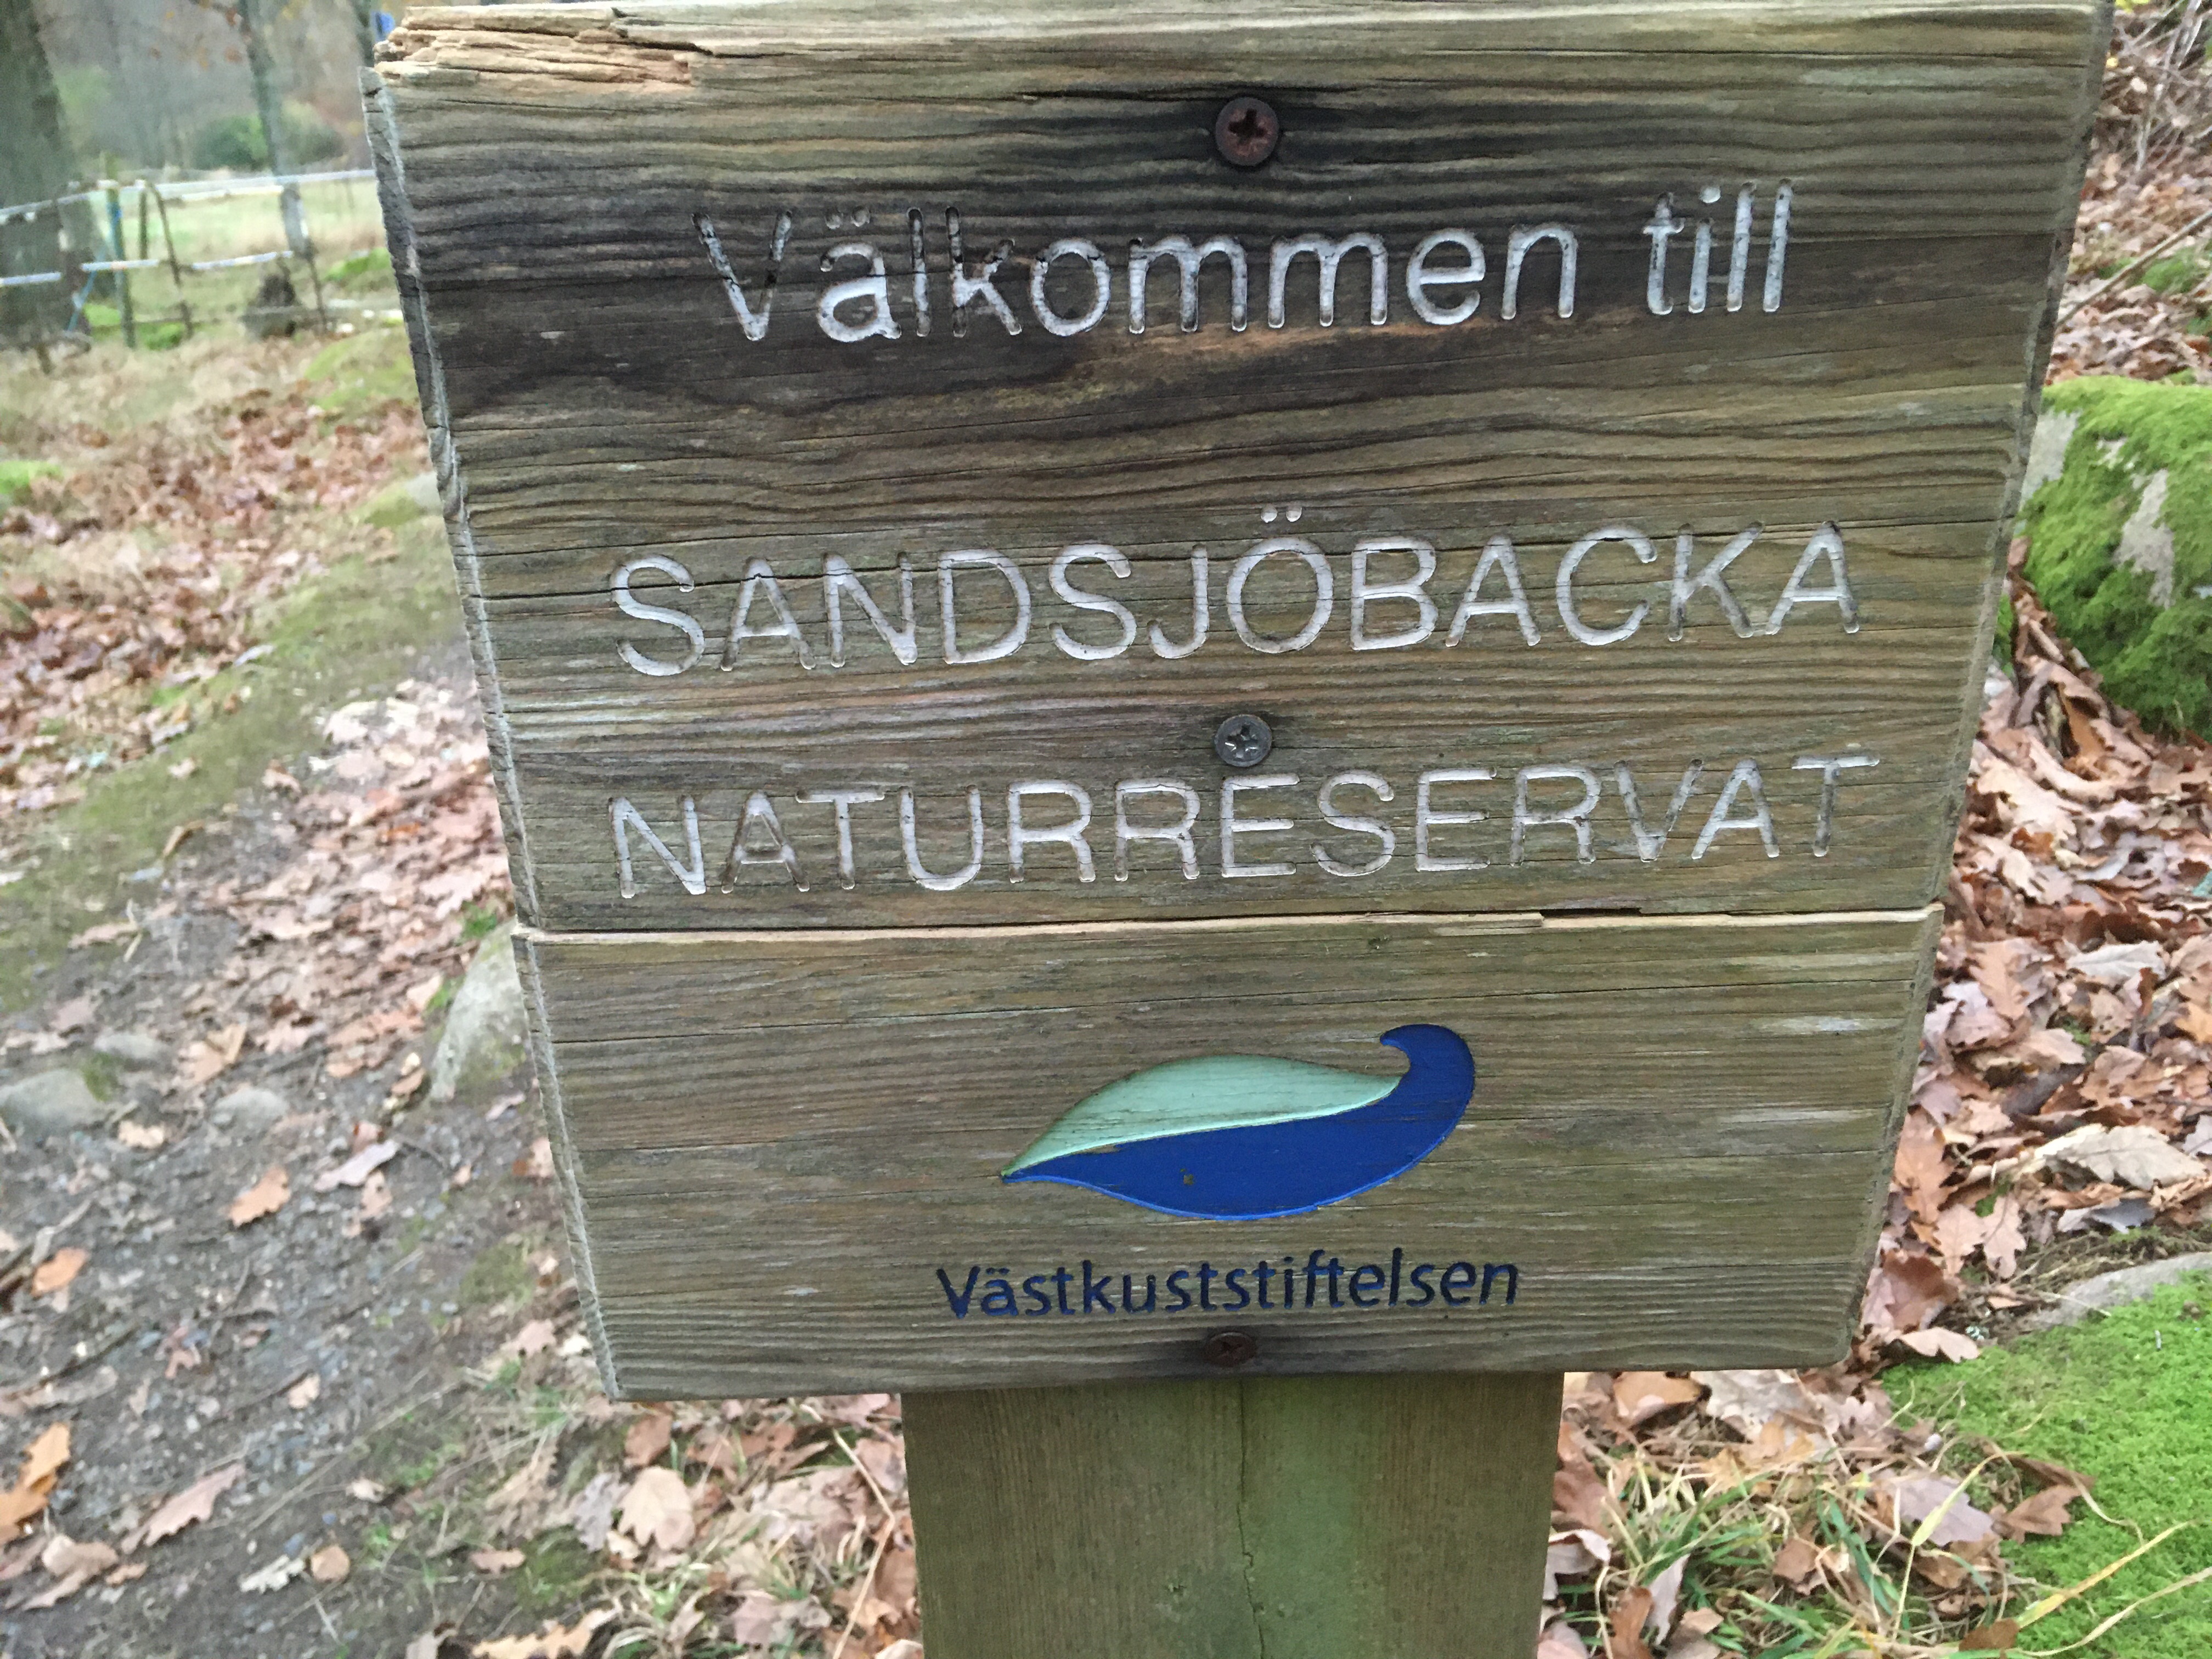 Välkommen till
SANDSJÖBACKA
NATURRESERVAT
Västkuststiftelsen